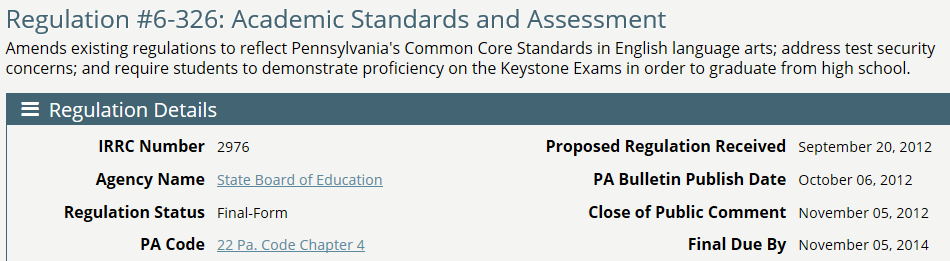 Regulation #6-326: Academic Standards and Assessment
Amends existing regulations to reflect Pennsylvania's Common Core Standards in English language arts; address test security
concerns; and require students to demonstrate proficiency on the Keystone Exams in order to graduate from high school.
Regulation Details
IRRC Number 2976 Proposed Regulation Received September 20, 2012
Agency Name State Board of Education PA Bulletin Publish Date October 06, 2012
Regulation Status Final-Form Close of Public Comment November 05, 2012
PA Code 22 Pa. Code Chapter 4 Final Due By November 05, 2014